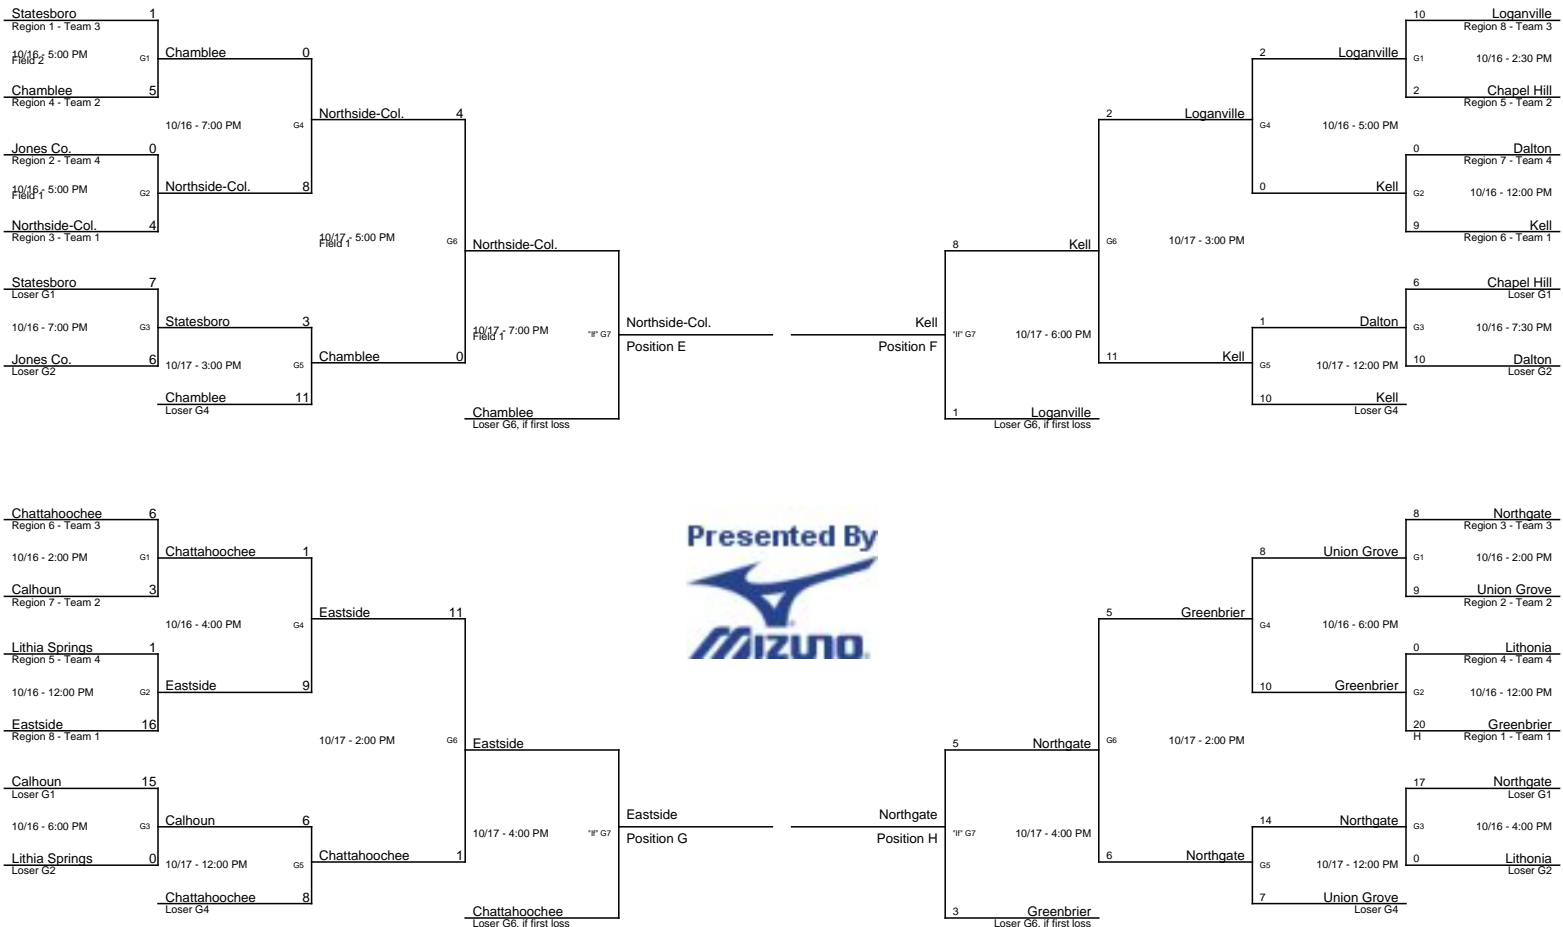 Statesboro 1
Region 1 - Team 3
10/16 - 5:00 PM
Field 2
G1
Chamblee 0
Chamblee 5
Region 4 - Team 2
10/16 - 7:00 PM G4
Northside-Col. 4
Jones Co. 0
Region 2 - Team 4
10/16 - 5:00 PM
Field 1
G2
Northside-Col. 8
Northside-Col. 4
Region 3 - Team 1
10/17 - 5:00 PM
Field 1
G6
Northside-Col.
Statesboro 7
Loser G1
10/16 - 7:00 PM G3
Statesboro 3
Jones Co. 6
Loser G2
10/17 - 3:00 PM G5
Chamblee 0
Chamblee 11
Loser G4
10/17 - 7:00 PM
Field 1
"If" G7
Northside-Col.
Position E
Chamblee
Loser G6, if first loss
10 Loganville
Region 8 - Team 3
G1 10/16 - 2:30 PM
2 Loganville
2 Chapel Hill
Region 5 - Team 2
G4 10/16 - 5:00 PM
2 Loganville
0 Dalton
Region 7 - Team 4
G2 10/16 - 12:00 PM
0 Kell
9 Kell
Region 6 - Team 1
G6 10/17 - 3:00 PM
8 Kell
6 Chapel Hill
Loser G1
G3 10/16 - 7:30 PM
1 Dalton
10 Dalton
Loser G2
G5 10/17 - 12:00 PM
11 Kell
10 Kell
Loser G4
"If" G7 10/17 - 6:00 PM
Kell
Position F
1 Loganville
Loser G6, if first loss
Chattahoochee 6
Region 6 - Team 3
10/16 - 2:00 PM G1
Chattahoochee 1
Calhoun 3
Region 7 - Team 2
10/16 - 4:00 PM G4
Eastside 11
Lithia Springs 1
Region 5 - Team 4
10/16 - 12:00 PM G2
Eastside 9
Eastside 16
Region 8 - Team 1
10/17 - 2:00 PM G6
Eastside
Calhoun 15
Loser G1
10/16 - 6:00 PM G3
Calhoun 6
Lithia Springs 0
Loser G2
10/17 - 12:00 PM G5
Chattahoochee 1
Chattahoochee 8
Loser G4
10/17 - 4:00 PM "If" G7
Eastside
Position G
Chattahoochee
Loser G6, if first loss
Presented By
MIZUNO
8 Northgate
Region 3 - Team 3
G1 10/16 - 2:00 PM
8 Union Grove
9 Union Grove
Region 2 - Team 2
G4 10/16 - 6:00 PM
5 Greenbrier
0 Lithonia
Region 4 - Team 4
G2 10/16 - 12:00 PM
10 Greenbrier
20 Greenbrier
H Region 1 - Team 1
G6 10/17 - 2:00 PM
5 Northgate
17 Northgate
Loser G1
G3 10/16 - 4:00 PM
14 Northgate
0 Lithonia
Loser G2
G5 10/17 - 12:00 PM
6 Northgate
7 Union Grove
Loser G4
"If" G7 10/17 - 4:00 PM
Northgate
Position H
3 Greenbrier
Loser G6, if first loss